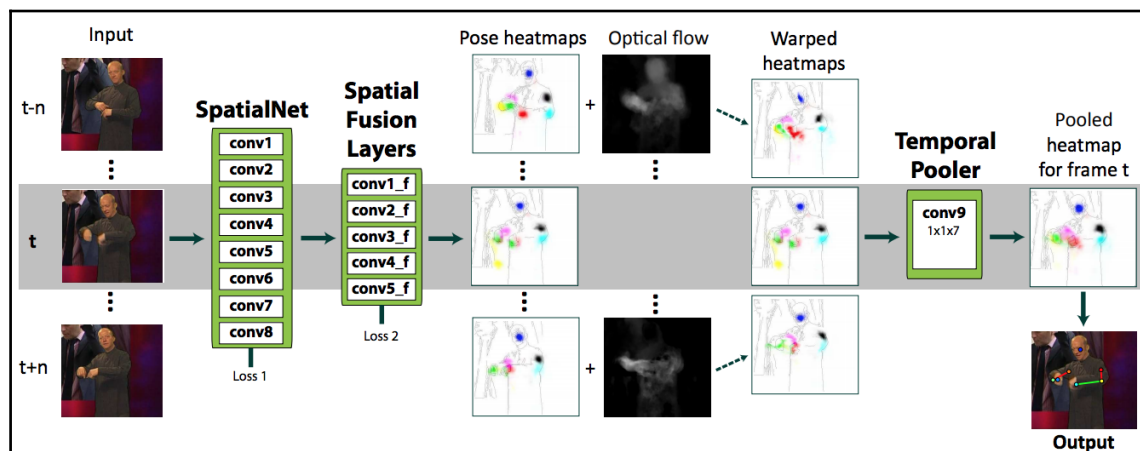 Input
t-n
t
t+n
SpatialNet
conv1
conv2
conv3
conv4
conv5
conv6
conv7
conv8
Loss 1
Spatial
Fusion
Layers
conv1_f
conv2_f
conv3_f
conv4_f
conv5_f
Loss 2
Pose heatmaps
+
Optical flow
+
Warped
heatmaps
Temporal
Pooler
conv9
1x1x7
Pooled
heatmap
for frame t
Output